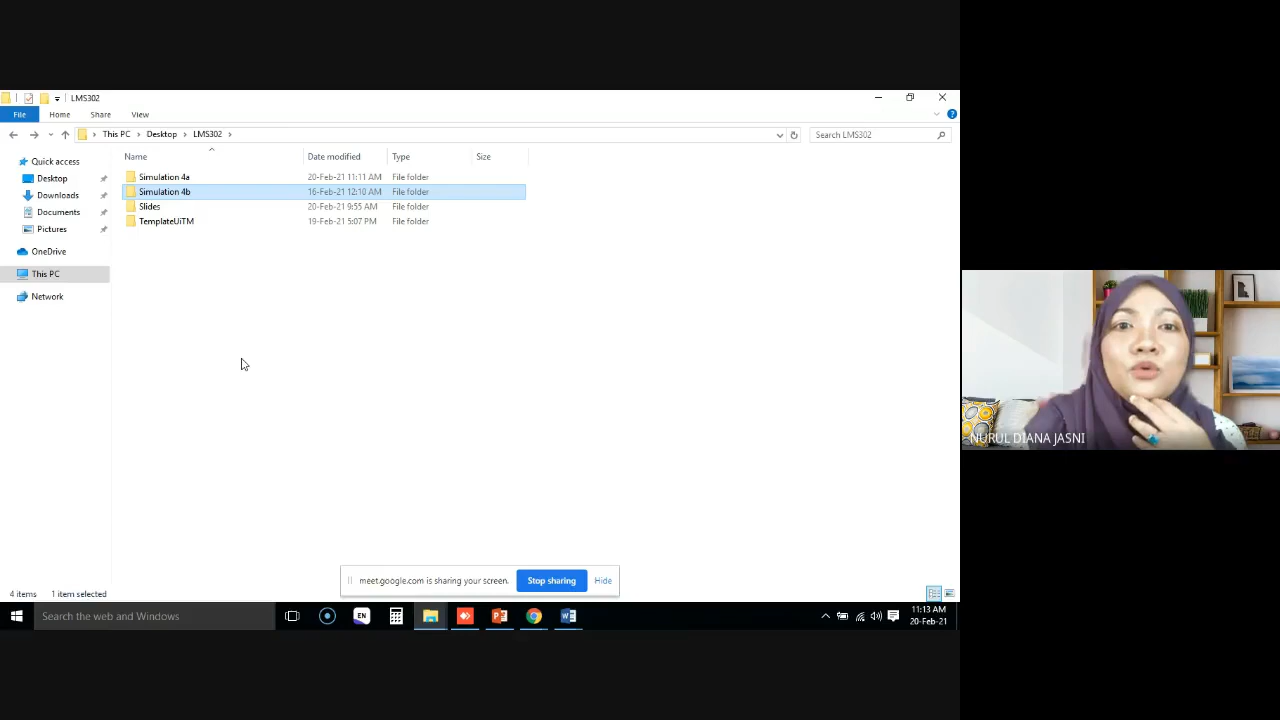 LMS302
File Home Share View
This PC Desktop LMS302
Search LMS302
Name Date modified Type Size
Quick access
Desktop
Downloads
Documents
Pictures
OneDrive
This PC
Network
Simulation 4a 20-Feb-21 11:11 AM File folder
Simulation 4b 16-Feb-21 12:10 AM File folder
Slides 20-Feb-21 9:55 AM File folder
TemplateUiTM 19-Feb-21 5:07 PM File folder
NURUL DIANA JASNI
meet.google.com is sharing your screen. Stop sharing Hide
4 items 1 item selected
Search the web and Windows
EN
11:13 AM
20-Feb-21